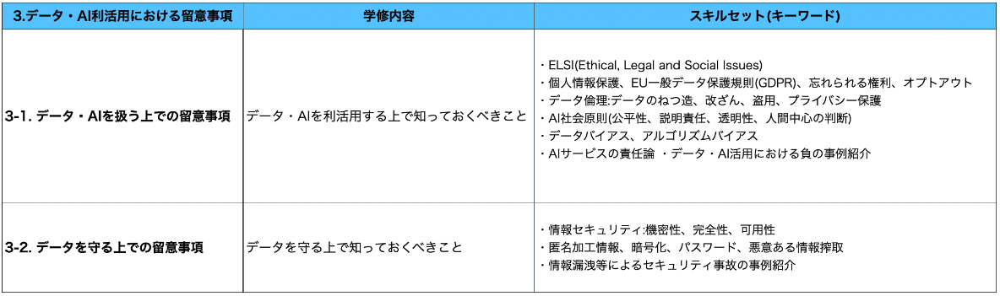 3.データ・AI利活用における留意事項 学修内容 スキルセット(キーワード)
3-1. データ・AIを扱う上での留意事項 データ・AIを利活用する上で知っておくべきこと
・ELSI(Ethical, Legal and Social Issues)
・個人情報保護、EU一般データ保護規則(GDPR)、忘れられる権利、オプトアウト
・データ倫理:データのねつ造、改ざん、盗用、プライバシー保護
・AI社会原則(公平性、説明責任、透明性、人間中心の判断)
・データバイアス、アルゴリズムバイアス
・AIサービスの責任論 ・データ・AI活用における負の事例紹介
3-2. データを守る上での留意事項 データを守る上で知っておくべきこと
・情報セキュリティ:機密性、完全性、可用性
・匿名加工情報、暗号化、パスワード、悪意ある情報搾取
・情報漏洩等によるセキュリティ事故の事例紹介